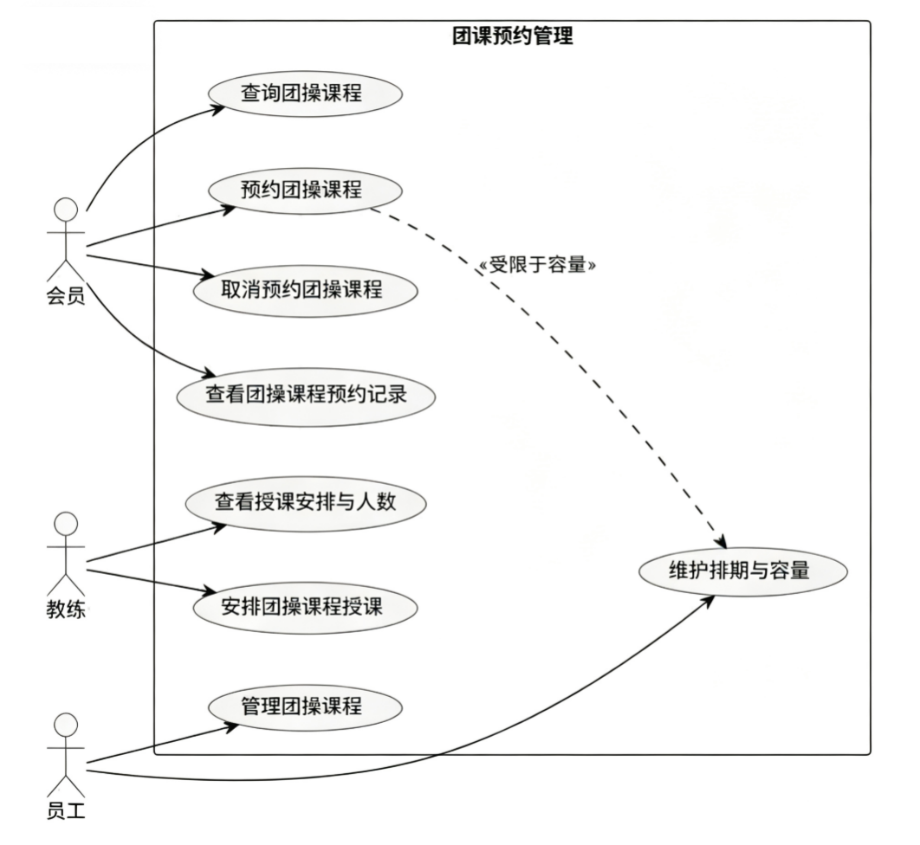 团课预约管理
查询团操课程
预约团操课程
«受限于容量»
取消预约团操课程
会员
查看团操课程预约记录
查看授课安排与人数
维护排期与容量
教练
安排团操课程授课
管理团操课程
员工